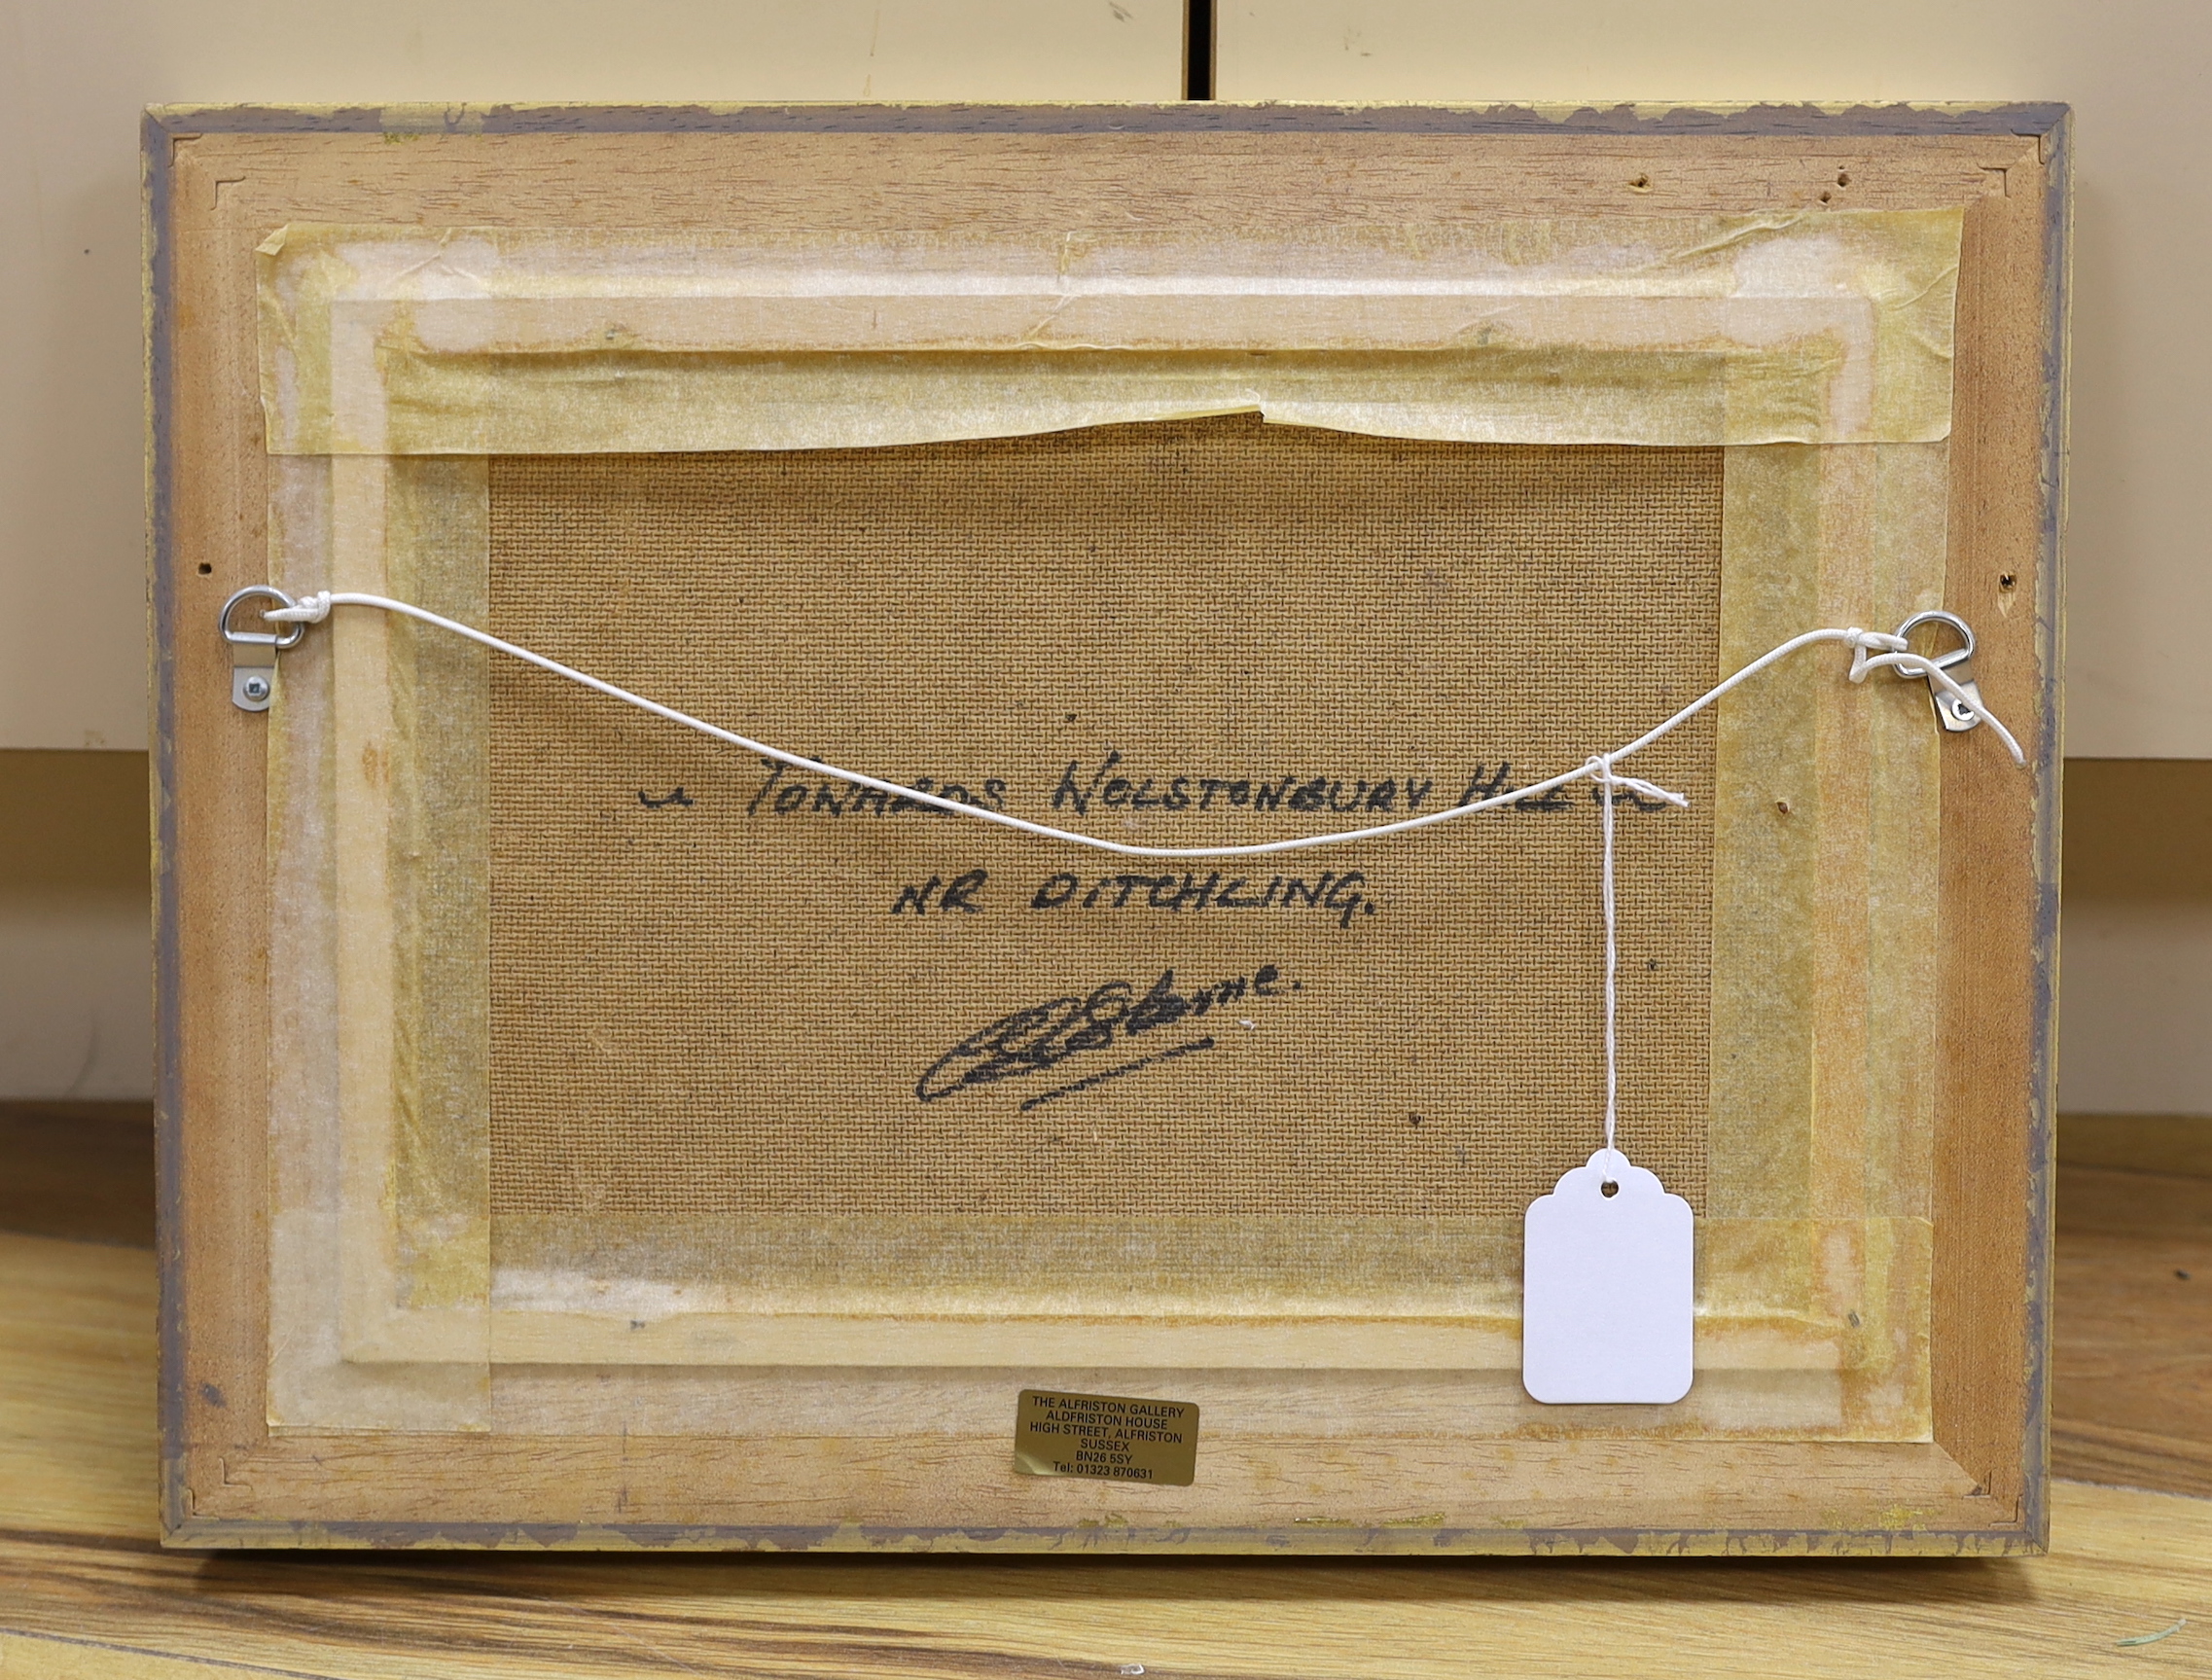 "TOWARDS WOLSTONBURY HILL"
NR DITCHLING.
THE ALFRISTON GALLERY
ALDFRISTON HOUSE
HIGH STREET, ALFRISTON
SUSSEX
BN26 5SY
Tel: 01323 870631